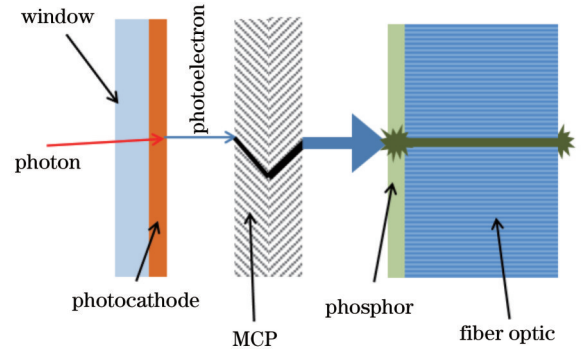 window
photoelectron
photon
photocathode
MCP
phosphor
fiber optic